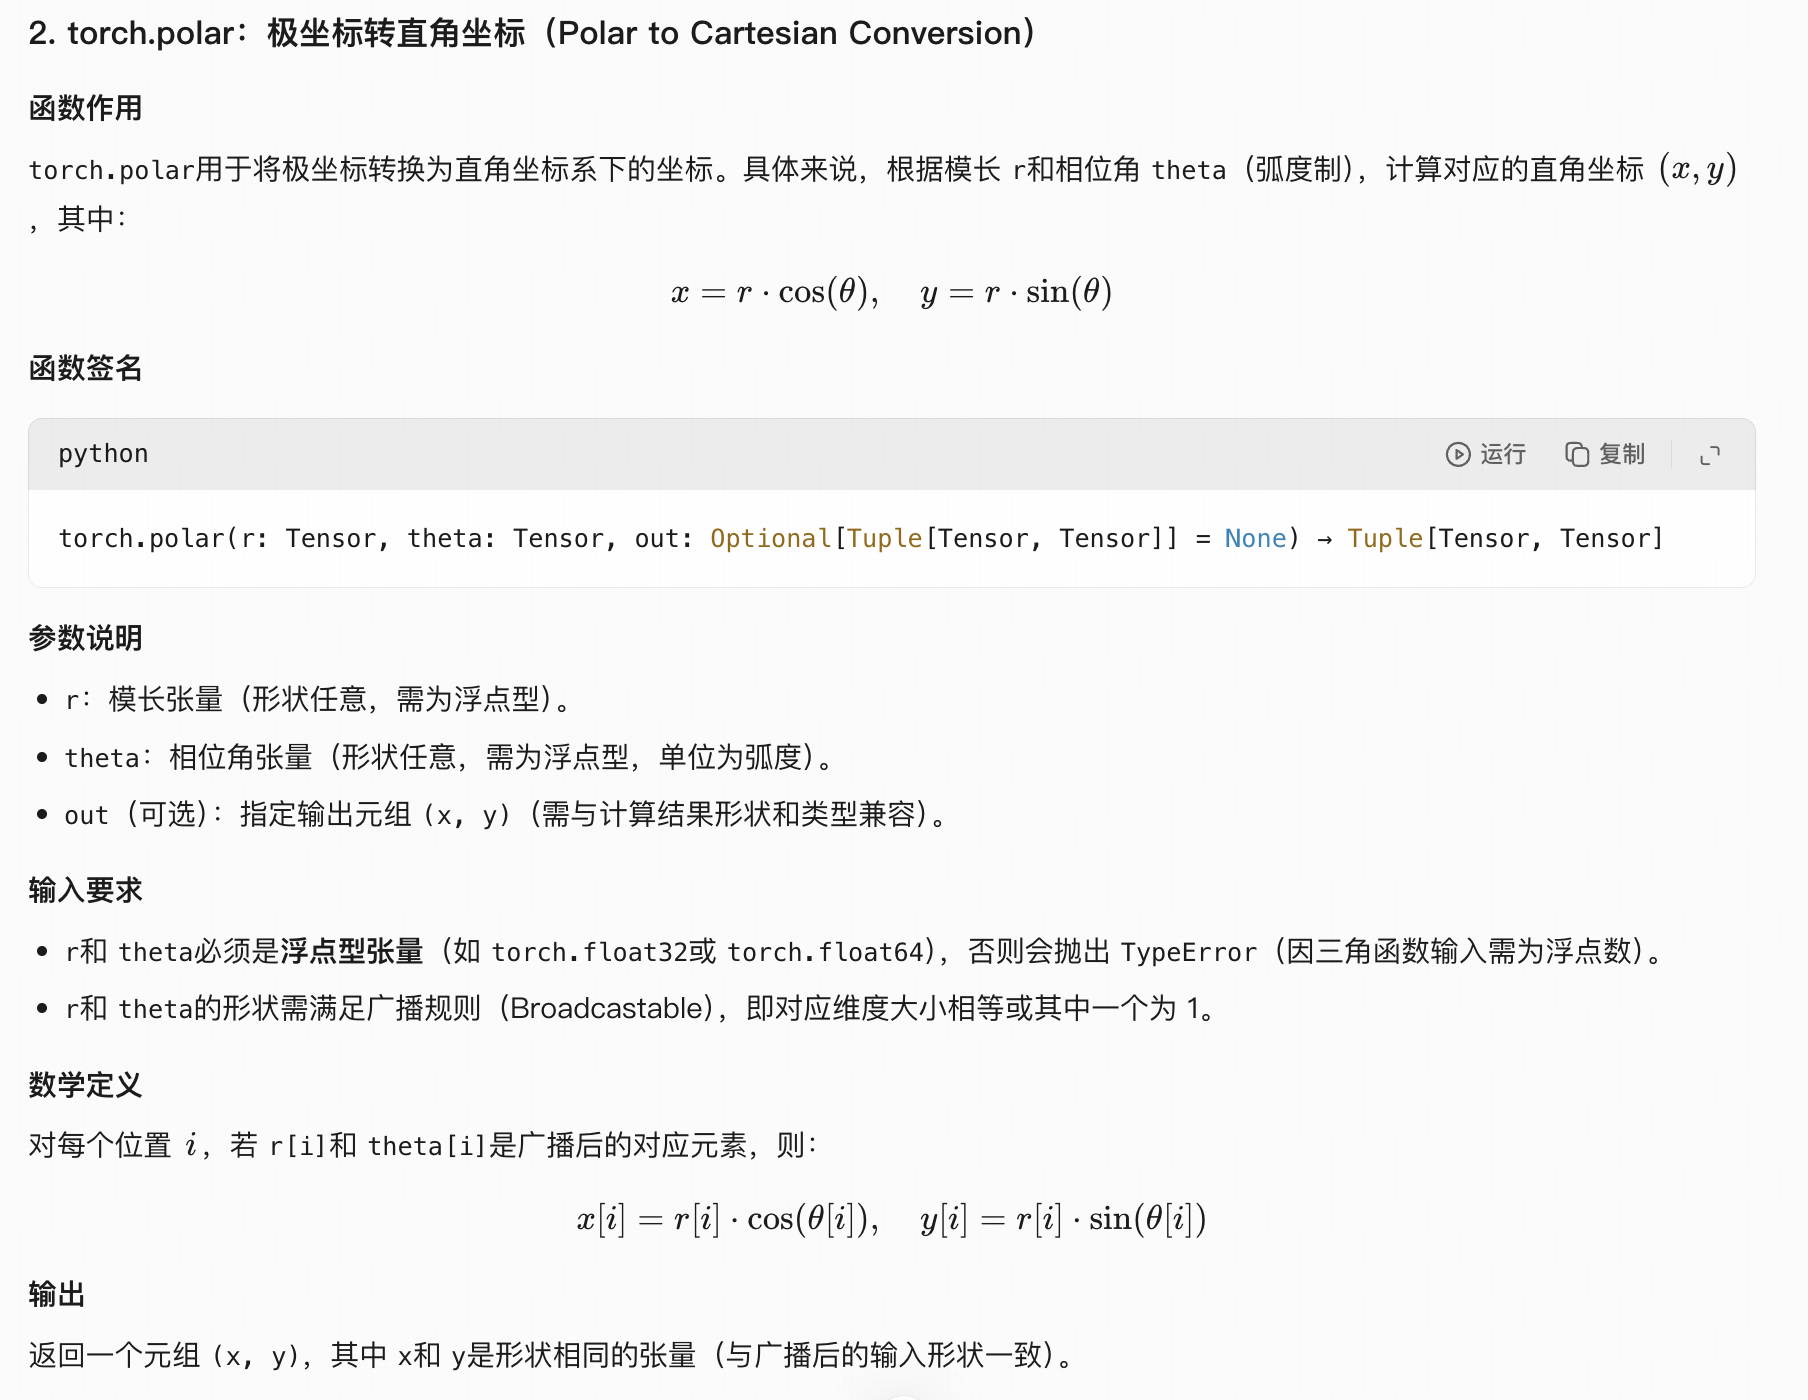 2. torch.polar：极坐标转直角坐标（Polar to Cartesian Conversion）
函数作用
torch.polar用于将极坐标转换为直角坐标系下的坐标。具体来说，根据模长 r和相位角 theta（弧度制），计算对应的直角坐标 (x, y)
，其中：
x = r · cos(θ),  y = r · sin(θ)
函数签名
python 运行 复制
torch.polar(r: Tensor, theta: Tensor, out: Optional[Tuple[Tensor, Tensor]] = None) → Tuple[Tensor, Tensor]
参数说明
• r：模长张量（形状任意，需为浮点型）。
• theta：相位角张量（形状任意，需为浮点型，单位为弧度）。
• out（可选）：指定输出元组 (x, y)（需与计算结果形状和类型兼容）。
输入要求
• r和 theta必须是浮点型张量（如 torch.float32或 torch.float64），否则会抛出 TypeError（因三角函数输入需为浮点数）。
• r和 theta的形状需满足广播规则（Broadcastable），即对应维度大小相等或其中一个为 1。
数学定义
对每个位置 i，若 r[i]和 theta[i]是广播后的对应元素，则：
x[i] = r[i] · cos(θ[i]),  y[i] = r[i] · sin(θ[i])
输出
返回一个元组 (x, y)，其中 x和 y是形状相同的张量（与广播后的输入形状一致）。